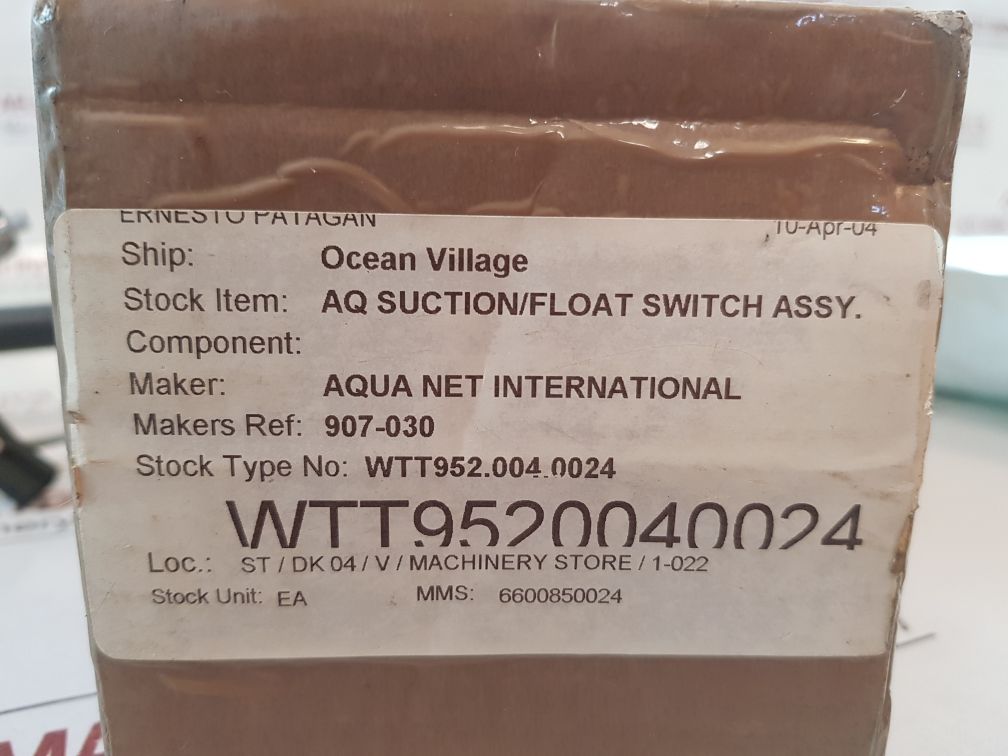 ERNESTO PATAGAN 10-Apr-04
Ship: Ocean Village
Stock Item: AQ SUCTION/FLOAT SWITCH ASSY.
Component:
Maker: AQUA NET INTERNATIONAL
Makers Ref: 907-030
Stock Type No: WTT952.004.0024
WTT9520040024
Loc.: ST / DK 04 / V / MACHINERY STORE / 1-022
Stock Unit: EA MMS: 6600850024